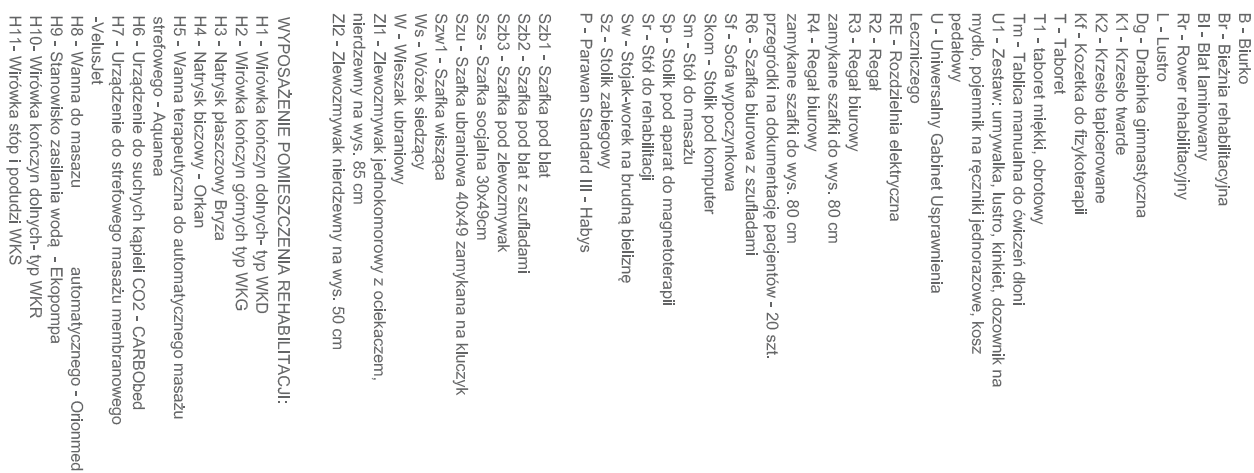 B - Biurko
Br - Bieżnia rehabilitacyjna
Bl - Blat laminowany
Rr - Rower rehabilitacyjny
L - Lustro
Dg - Drabinka gimnastyczna
K1 - Krzesło twarde
K2 - Krzesło tapicerowane
Kf - Kozetka do fizykoterapii
T - Taboret
T1 - taboret miękki, obrotowy
Tm - Tablica manualna do ćwiczeń dłoni
U1 - Zestaw: umywalka, lustro, kinkiet, dozownik na
mydło, pojemnik na ręczniki jednorazowe, kosz
pedałowy
U - Uniwersalny Gabinet Usprawnienia
Leczniczego
RE - Rozdzielnia elektryczna
R2 - Regał
R3 - Regał biurowy
zamykane szafki do wys. 80 cm
R4 - Regał biurowy
zamykane szafki do wys. 80 cm
przegródki na dokumentację pacjentów - 20 szt.
R6 - Szafka biurowa z szufladami
Sf - Sofa wypoczynkowa
Skom - Stolik pod komputer
Sm - Stół do masażu
Sp - Stolik pod aparat do magnetoterapii
Sr - Stół do rehabilitacji
Sw - Stojak-worek na brudną bieliznę
Sz - Stolik zabiegowy
P - Parawan Standard III - Habys
Szb1 - Szafka pod blat
Szb2 - Szafka pod blat z szufladami
Szb3 - Szafka pod zlewozmywak
Szs - Szafka socjalna 30x49cm
Szu - Szafka ubraniowa 40x49 zamykana na kluczyk
Szw1 - Szafka wisząca
Ws - Wózek siedzący
W - Wieszak ubraniowy
Zl1 - Zlewozmywak jednokomorowy z ociekaczem,
nierdzewny na wys. 85 cm
Zl2 - Zlewozmywak nierdzewny na wys. 50 cm
WYPOSAŻENIE POMIESZCZENIA REHABILITACJI:
H1 - Wirówka kończyn dolnych- typ WKD
H2 - Wirówka kończyn górnych typ WKG
H3 - Natrysk płaszczowy Bryza
H4 - Natrysk biczowy - Orkan
H5 - Wanna terapeutyczna do automatycznego masażu
strefowego - Aquanea
H6 - Urządzenie do suchych kąpieli CO2 - CARBObed
H7 - Urządzenie do strefowego masażu membranowego
-VelusJet
H8 - Wanna do masazu automatycznego - Orionmed
H9 - Stanowisko zasilania wodą - Ekopompa
H10- Wirówka kończyn dolnych- typ WKR
H11- Wirówka stóp i podudzi WKS